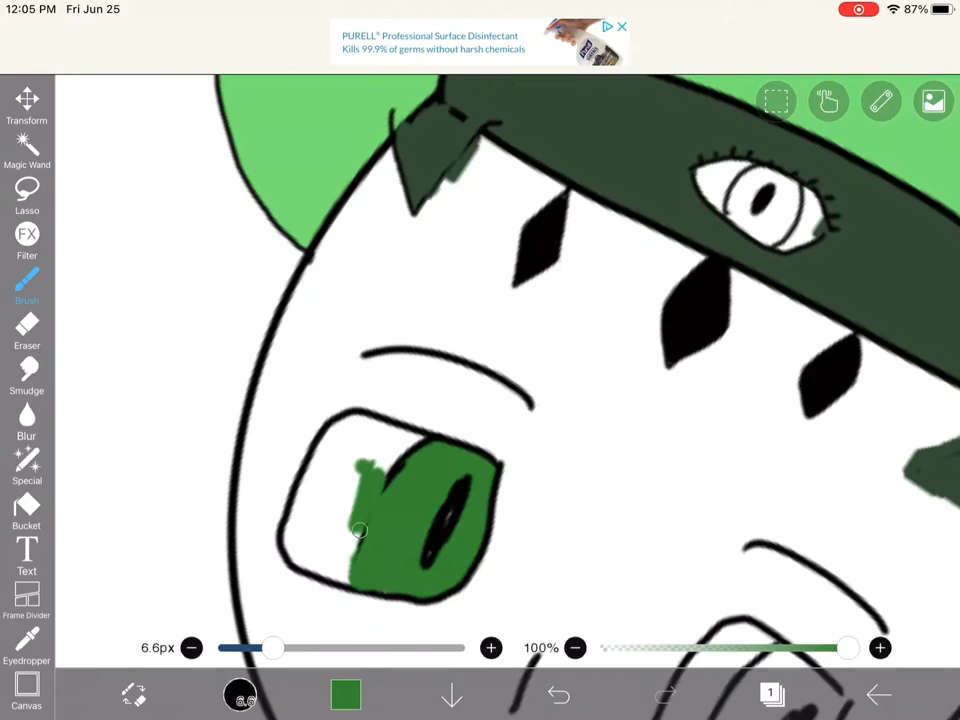 12:05 PM Fri Jun 25
87%
PURELL® Professional Surface Disinfectant
Kills 99.9% of germs without harsh chemicals
Transform
Magic Wand
Lasso
FX
Filter
Brush
Eraser
Smudge
Blur
Special
Bucket
T
Text
Frame Divider
Eyedropper
Canvas
6.6px
100%
6.6
1